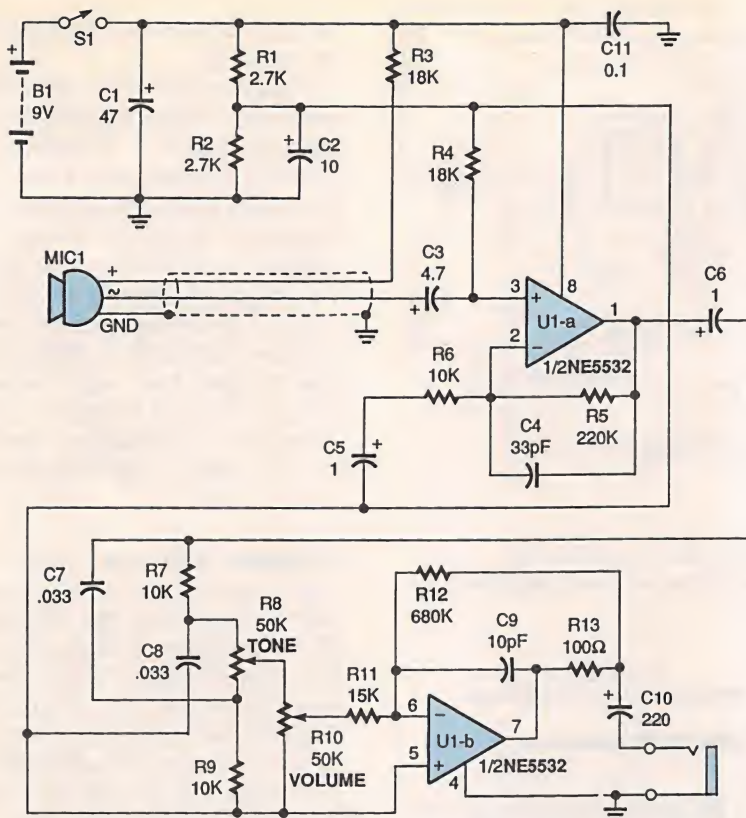 S1
+
B1
9V
C1
47
+
R1
2.7K
R2
2.7K
+
C2
10
R3
18K
C11
0.1
R4
18K
MIC1
+
~
GND
C3
4.7
+
3
+
8
U1-a
1
2
−
1/2NE5532
C6
1
+
R6
10K
R5
220K
C4
33pF
C5
1
+
C7
.033
R7
10K
C8
.033
R8
50K
TONE
R9
10K
R10
50K
VOLUME
R11
15K
R12
680K
C9
10pF
R13
100Ω
6
−
U1-b
7
5
+
4
1/2NE5532
+
C10
220